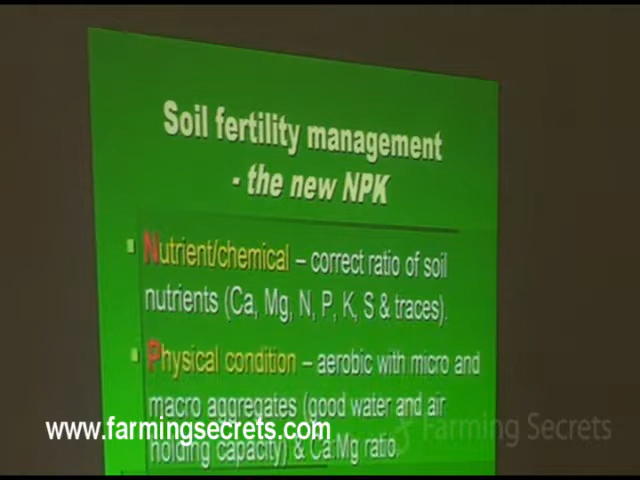 Farming Secrets
Soil fertility management
- the new NPK
Nutrient/chemical – correct ratio of soil
nutrients (Ca, Mg, N, P, K, S & traces).
Physical condition – aerobic with micro and
macro aggregates (good water and air
holding capacity) & Ca:Mg ratio.
www.farmingsecrets.com
Farming Secrets